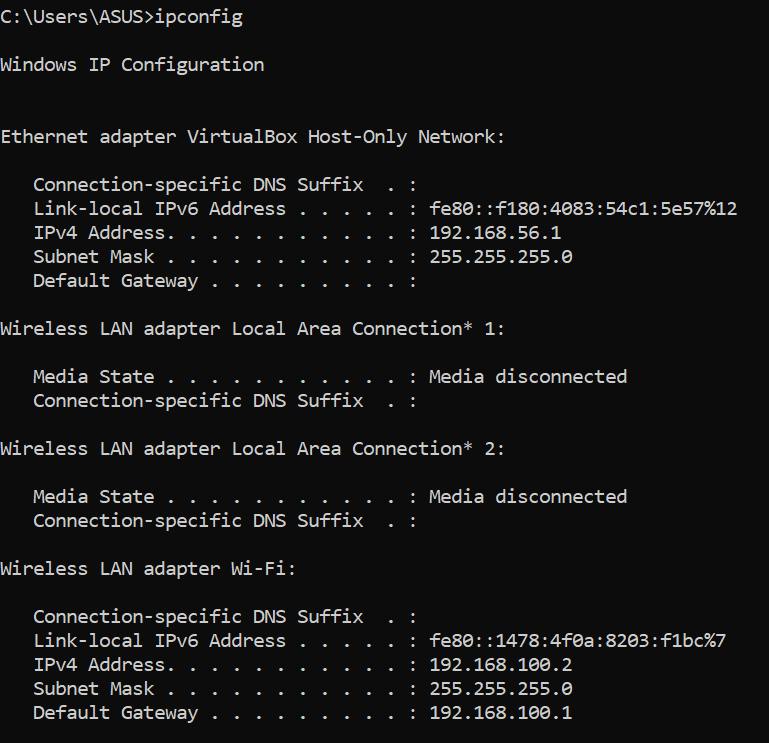 C:\Users\ASUS>ipconfig
Windows IP Configuration
Ethernet adapter VirtualBox Host-Only Network:
Connection-specific DNS Suffix  . :
Link-local IPv6 Address . . . . . : fe80::f180:4083:54c1:5e57%12
IPv4 Address. . . . . . . . . . . : 192.168.56.1
Subnet Mask . . . . . . . . . . . : 255.255.255.0
Default Gateway . . . . . . . . . :
Wireless LAN adapter Local Area Connection* 1:
Media State . . . . . . . . . . . : Media disconnected
Connection-specific DNS Suffix  . :
Wireless LAN adapter Local Area Connection* 2:
Media State . . . . . . . . . . . : Media disconnected
Connection-specific DNS Suffix  . :
Wireless LAN adapter Wi-Fi:
Connection-specific DNS Suffix  . :
Link-local IPv6 Address . . . . . : fe80::1478:4f0a:8203:f1bc%7
IPv4 Address. . . . . . . . . . . : 192.168.100.2
Subnet Mask . . . . . . . . . . . : 255.255.255.0
Default Gateway . . . . . . . . . : 192.168.100.1